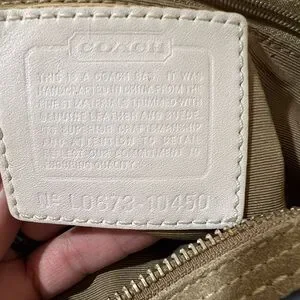 COACH
THIS IS A COACH BAG. IT WAS
HANDCRAFTED IN CHINA FROM THE
FINEST MATERIALS TRIMMED WITH
GENUINE LEATHER AND SUEDE
ITS SUPERIOR CRAFTSMANSHIP
AND ATTENTION TO DETAIL
REFLECT OUR COMMITMENT TO
ENDURING QUALITY.
Nº L0673-10450